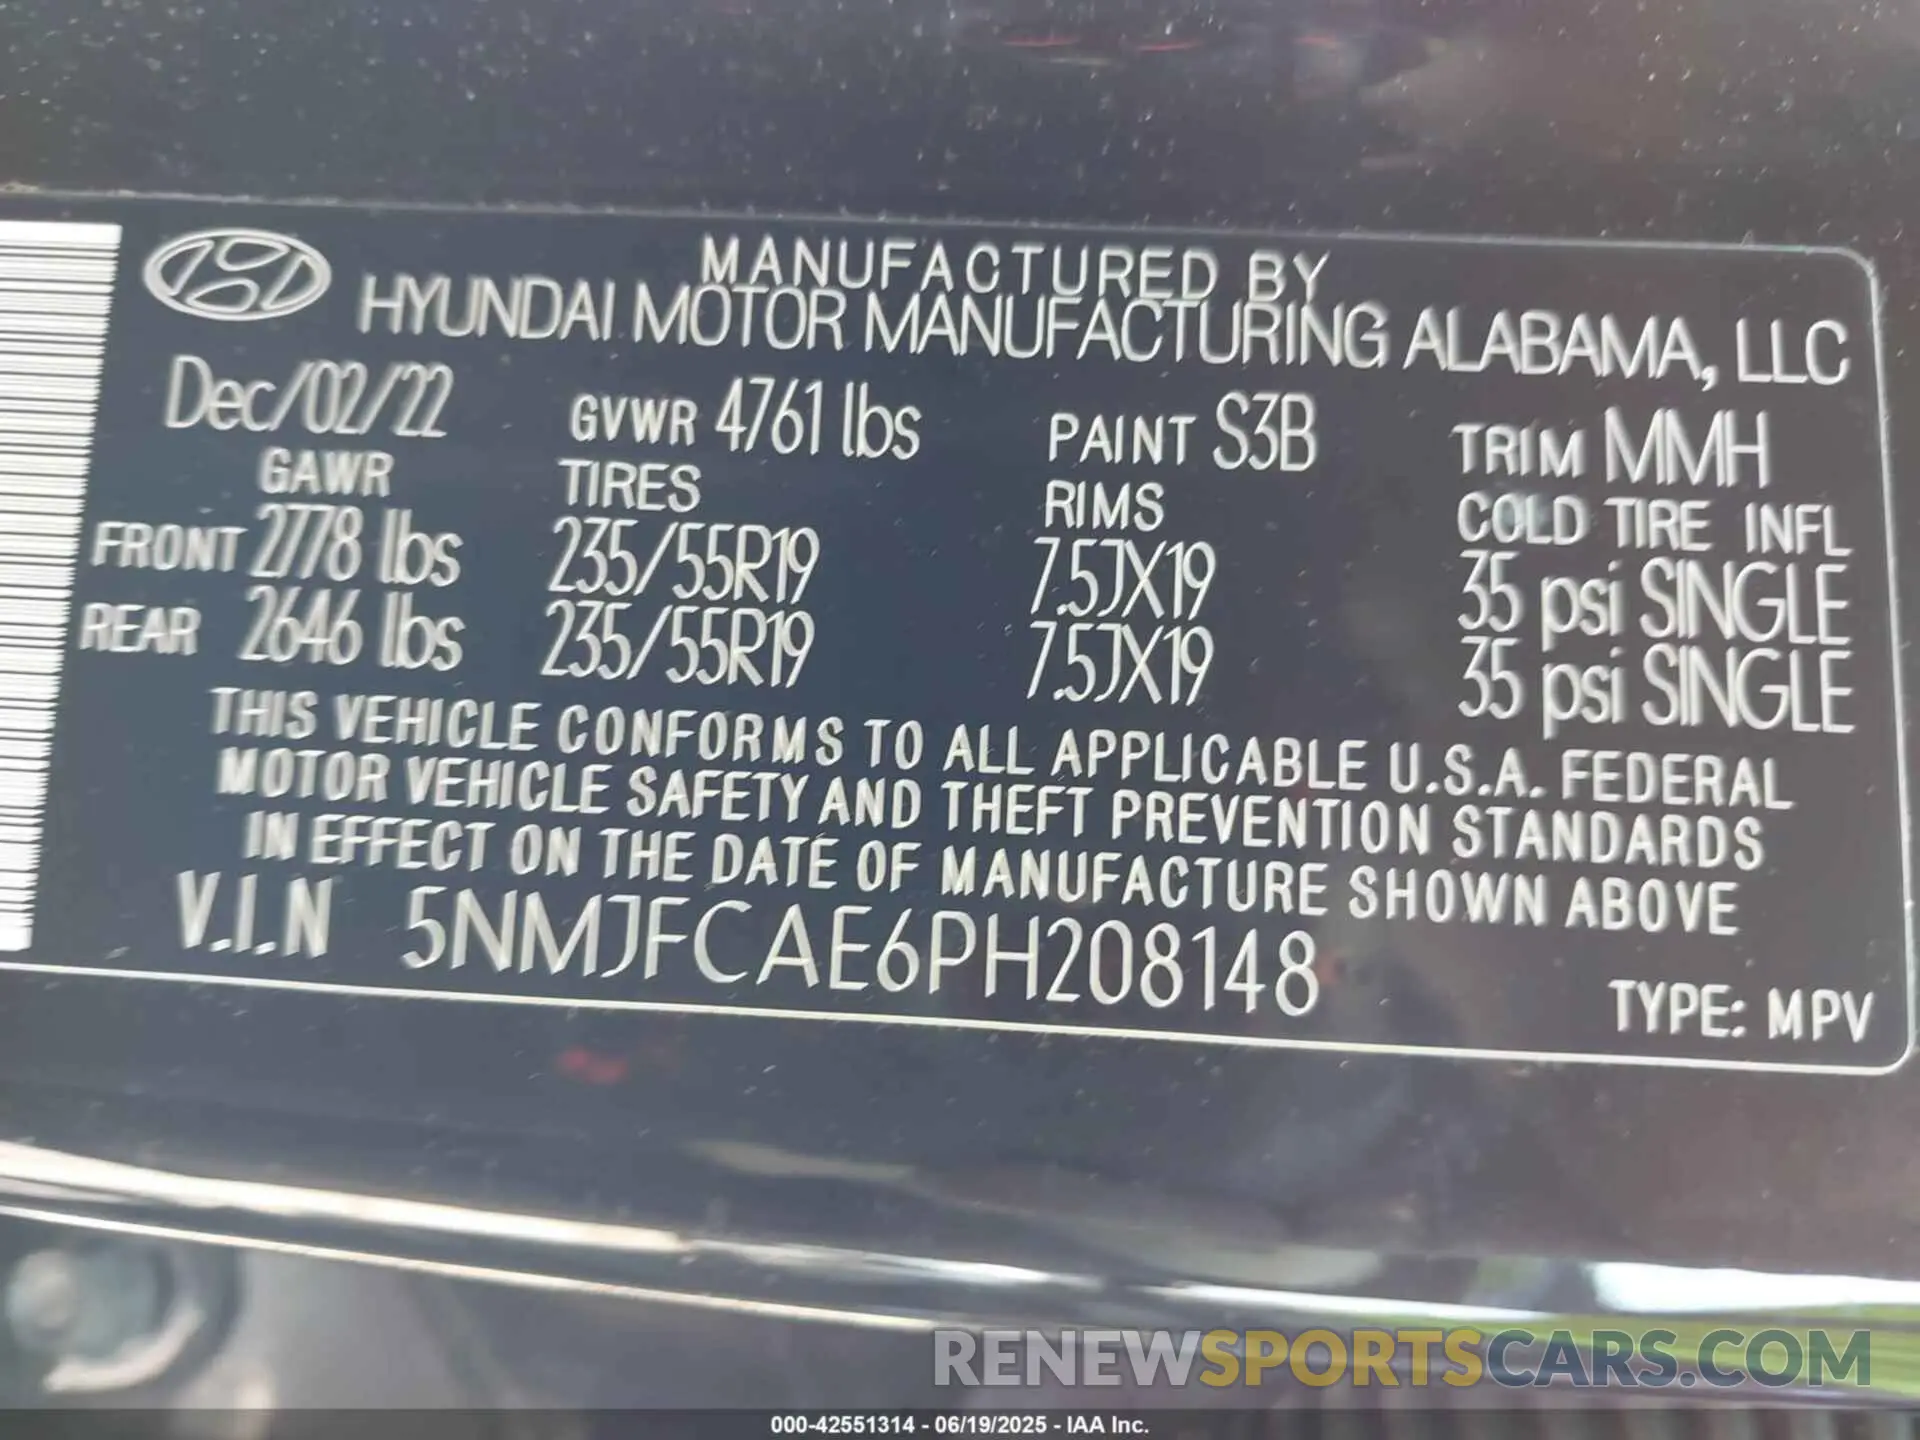 MANUFACTURED BY
HYUNDAI MOTOR MANUFACTURING ALABAMA, LLC
Dec/02/22 GVWR 4761 lbs PAINT S3B TRIM MMH
GAWR TIRES RIMS COLD TIRE INFL
FRONT 2778 lbs 235/55R19 7.5JX19 35 psi SINGLE
REAR 2646 lbs 235/55R19 7.5JX19 35 psi SINGLE
THIS VEHICLE CONFORMS TO ALL APPLICABLE U.S.A. FEDERAL
MOTOR VEHICLE SAFETY AND THEFT PREVENTION STANDARDS
IN EFFECT ON THE DATE OF MANUFACTURE SHOWN ABOVE
V.I.N 5NMJFCAE6PH208148
TYPE: MPV
RENEWSPORTSCARS.COM
000-42551314 - 06/19/2025 - IAA Inc.